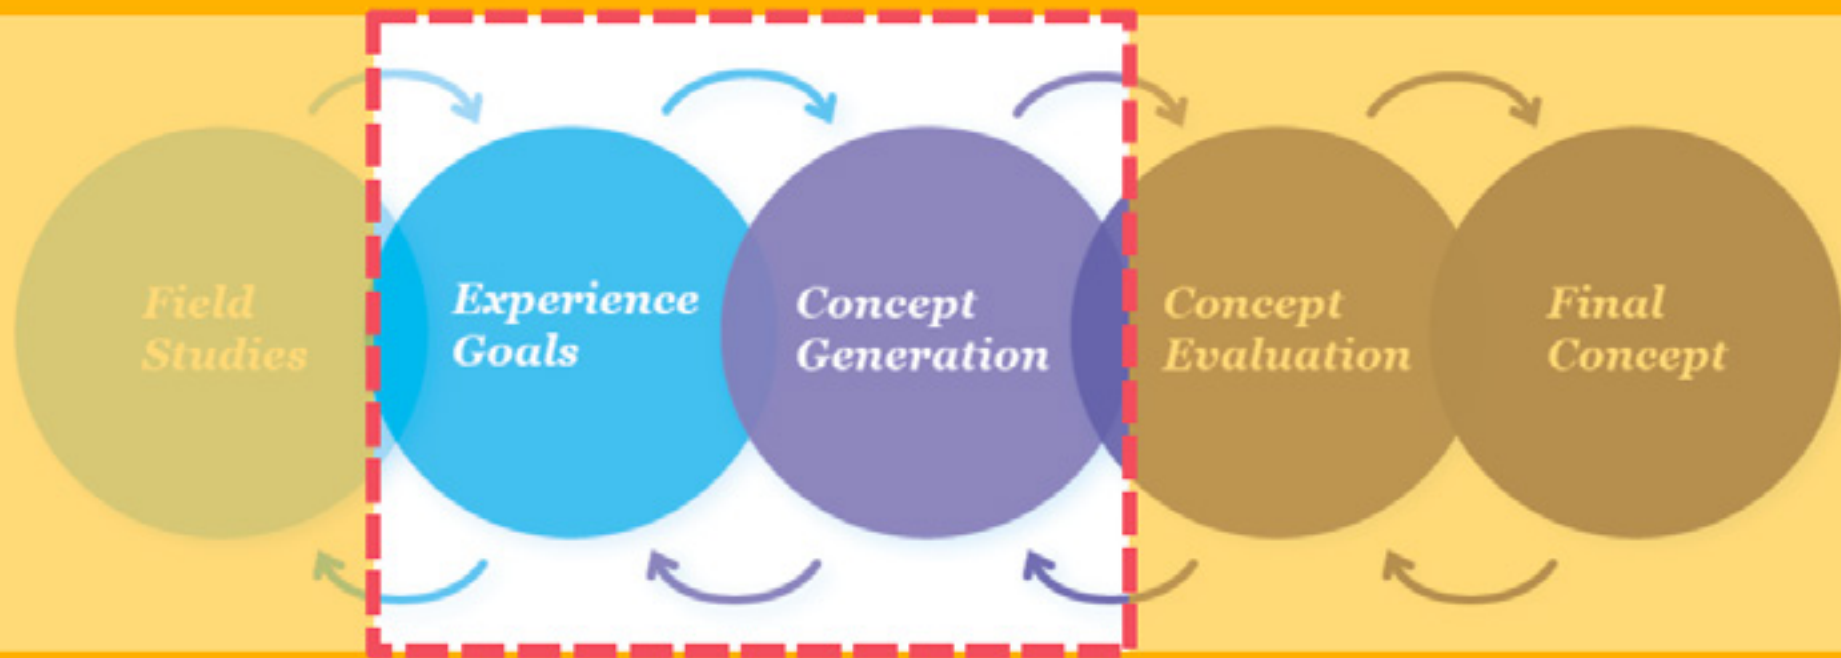 Field
Studies
Experience
Goals
Concept
Generation
Concept
Evaluation
Final
Concept